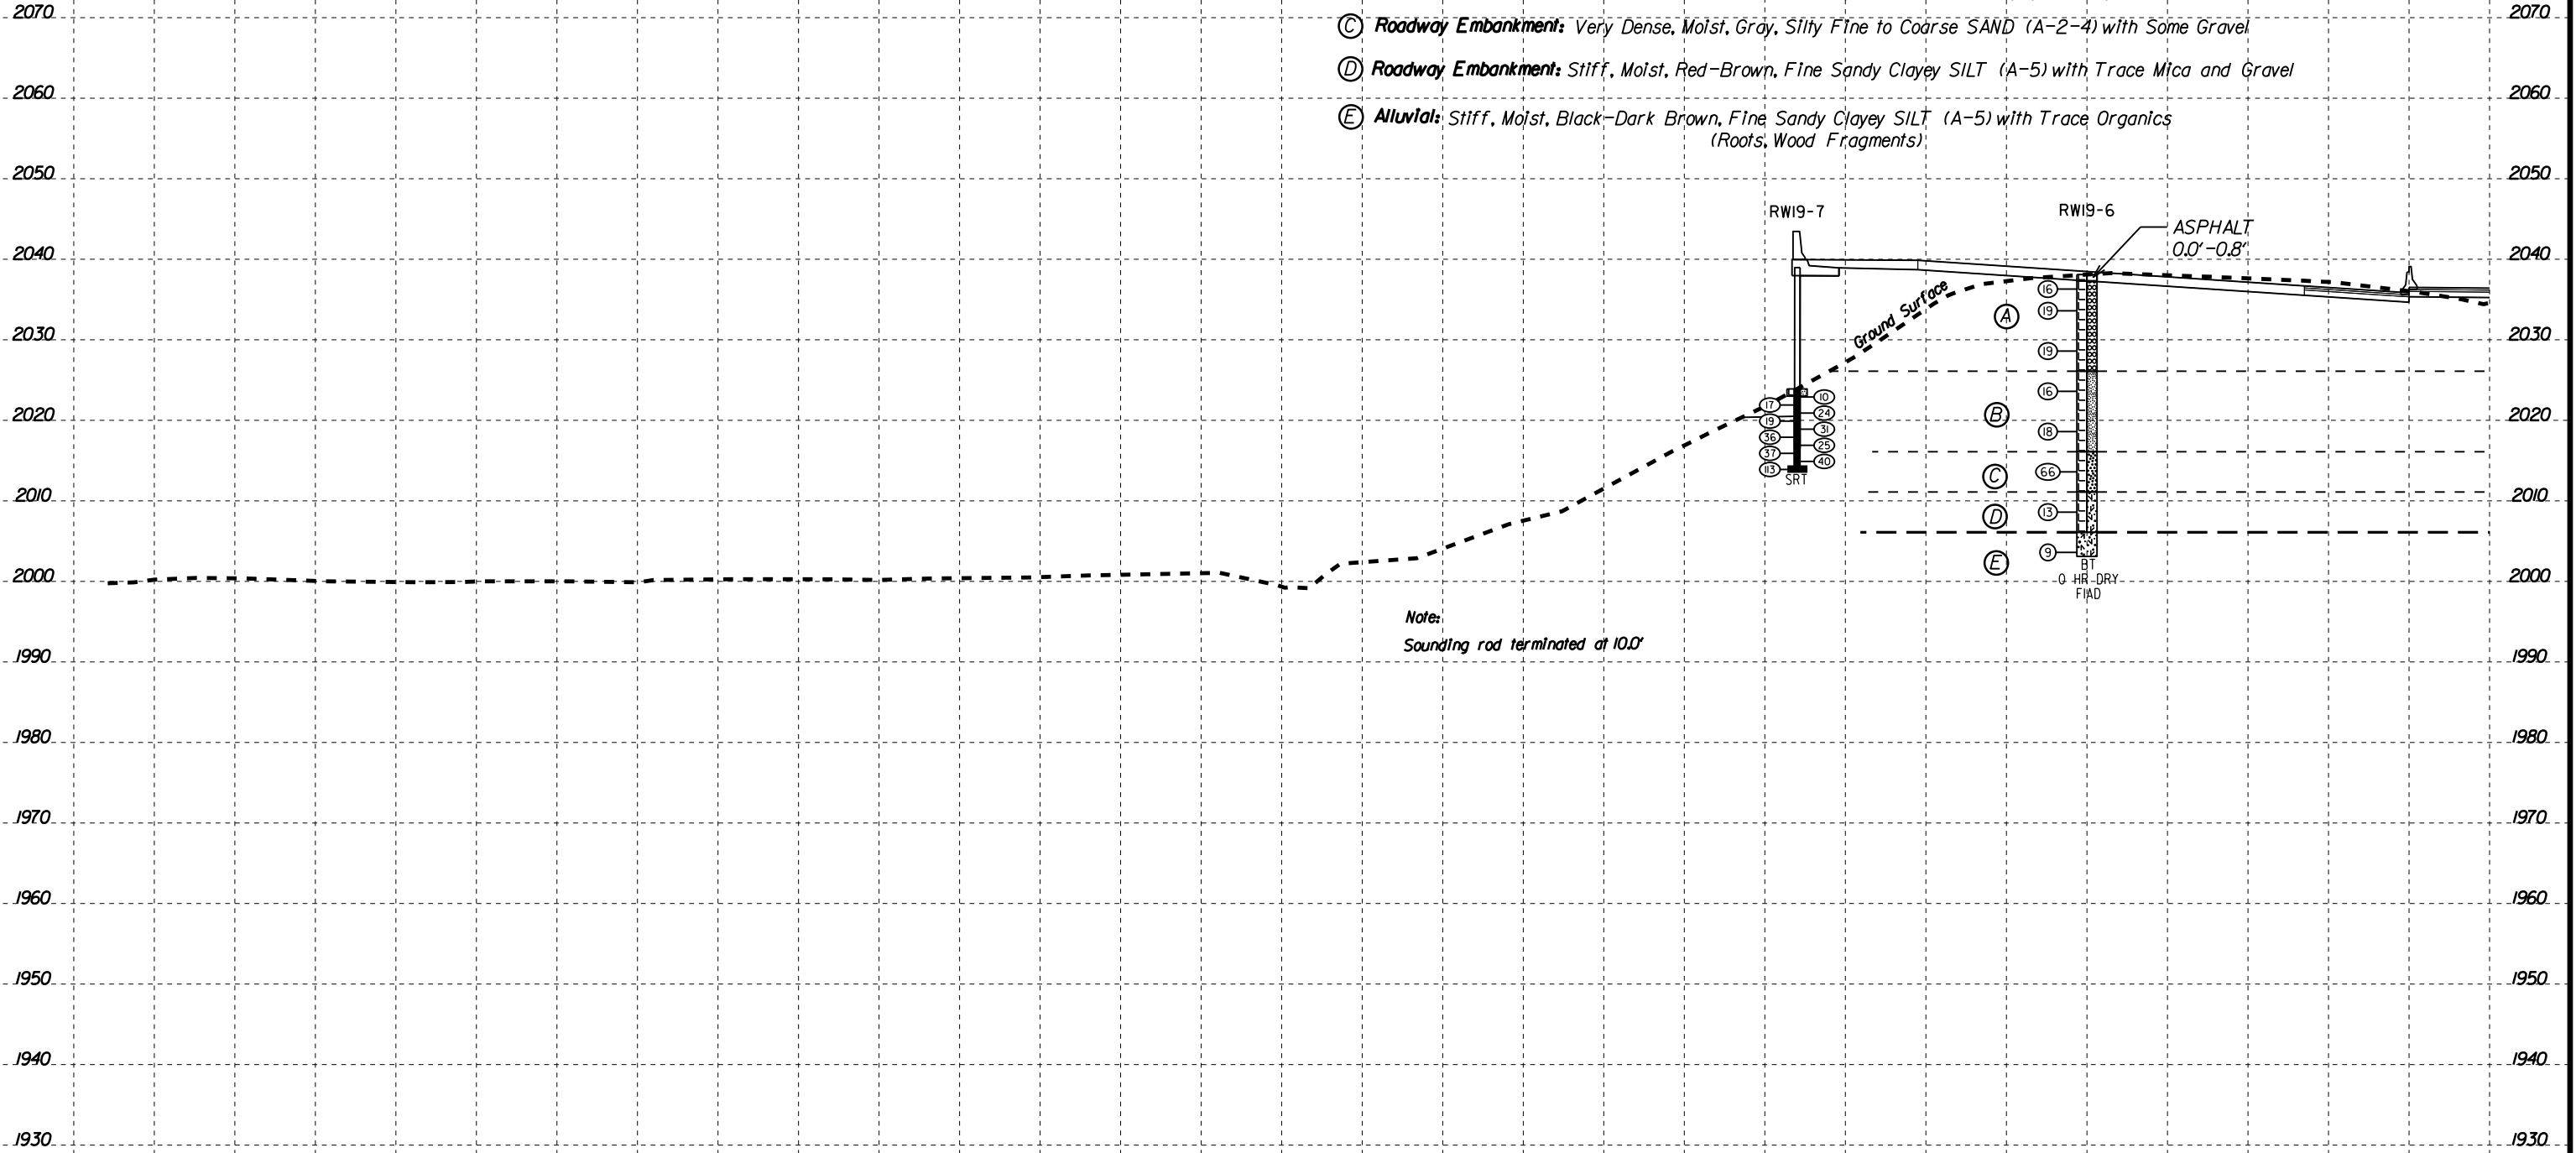 2070 2070
Ⓒ Roadway Embankment: Very Dense, Moist, Gray, Silty Fine to Coarse SAND (A-2-4) with Some Gravel
Ⓓ Roadway Embankment: Stiff, Moist, Red-Brown, Fine Sandy Clayey SILT (A-5) with Trace Mica and Gravel
2060 2060
Ⓔ Alluvial: Stiff, Moist, Black-Dark Brown, Fine Sandy Clayey SILT (A-5) with Trace Organics
(Roots, Wood Fragments)
2050 2050
RW19-7 RW19-6
ASPHALT
0.0'-0.8'
2040 2040
16
Ground Surface
19
A
2030 2030
19
16
10
17
24
B
2020 2020
19
31
18
36
25
37
40
113
66
C
SRT
2010 2010
13
D
9
E
BT
2000 2000
0 HR DRY
FIAD
Note:
Sounding rod terminated at 10.0'
1990 1990
1980 1980
1970 1970
1960 1960
1950 1950
1940 1940
1930 1930